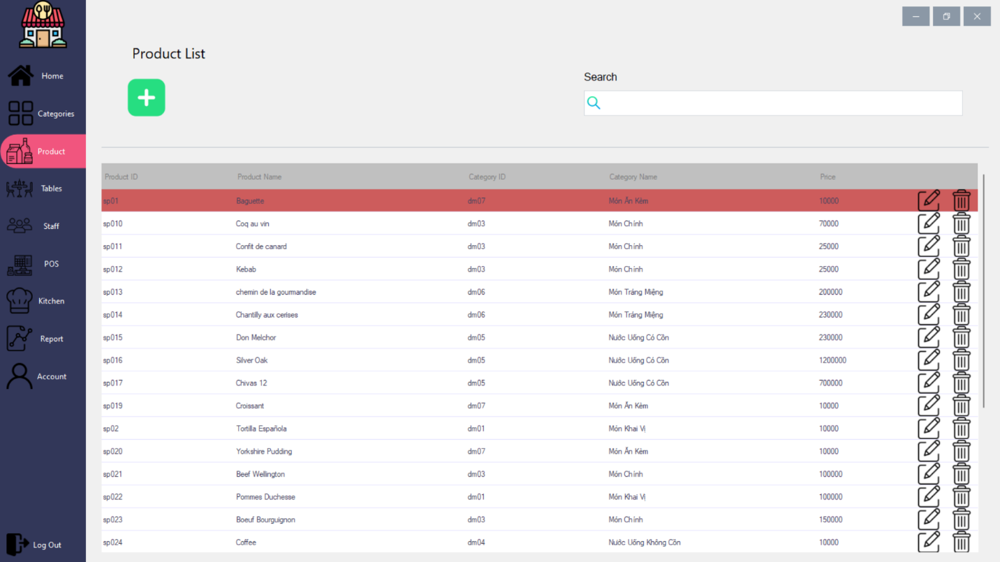 Product List
Search
Home
Categories
Product
Tables
Staff
POS
Kitchen
Report
Account
Log Out
Product ID Product Name Category ID Category Name Price
sp01 Baguette dm07 Món Ăn Kèm 10000
sp010 Coq au vin dm03 Món Chính 70000
sp011 Confit de canard dm03 Món Chính 25000
sp012 Kebab dm03 Món Chính 25000
sp013 chemin de la gourmandise dm06 Món Tráng Miệng 200000
sp014 Chantilly aux cerises dm06 Món Tráng Miệng 230000
sp015 Don Melchor dm05 Nước Uống Có Cồn 230000
sp016 Silver Oak dm05 Nước Uống Có Cồn 1200000
sp017 Chivas 12 dm05 Nước Uống Có Cồn 700000
sp019 Croissant dm07 Món Ăn Kèm 10000
sp02 Tortilla Española dm01 Món Khai Vị 10000
sp020 Yorkshire Pudding dm07 Món Ăn Kèm 10000
sp021 Beef Wellington dm03 Món Chính 100000
sp022 Pommes Duchesse dm01 Món Khai Vị 100000
sp023 Boeuf Bourguignon dm03 Món Chính 150000
sp024 Coffee dm04 Nước Uống Không Cồn 10000